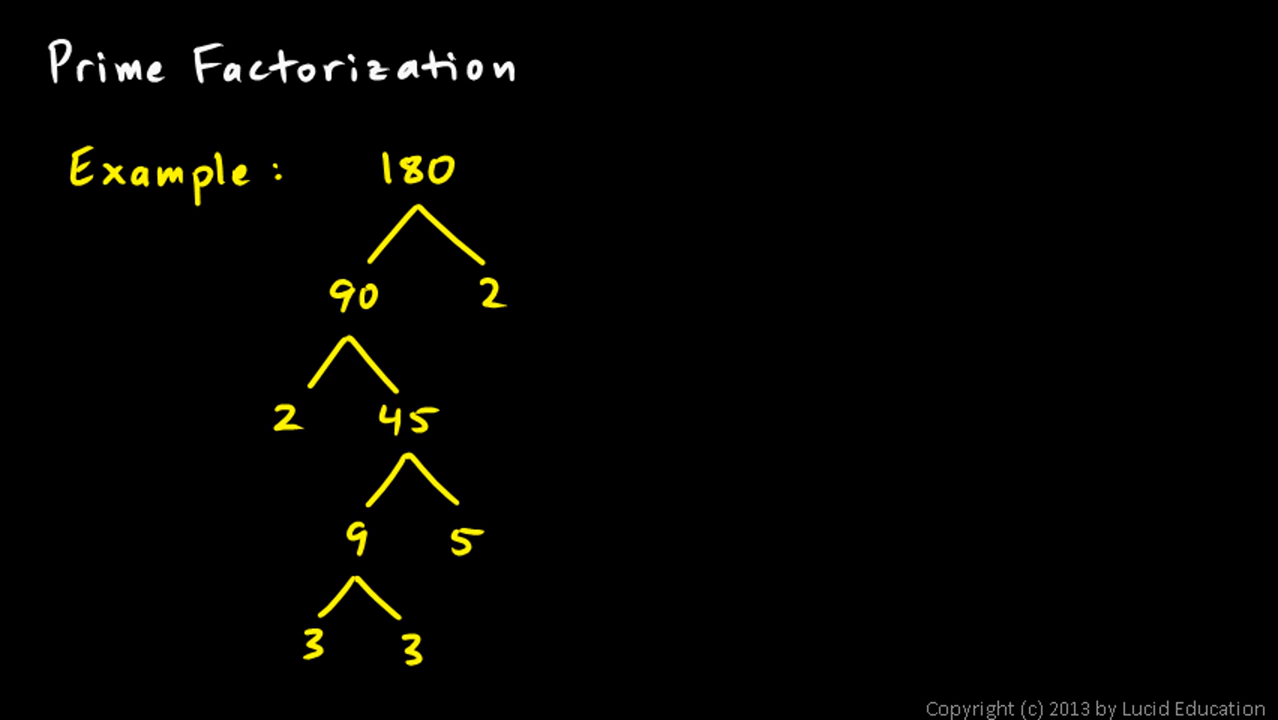 Prime Factorization
Example: 180
90 2
2 45
9 5
3 3
Copyright (c) 2013 by Lucid Education